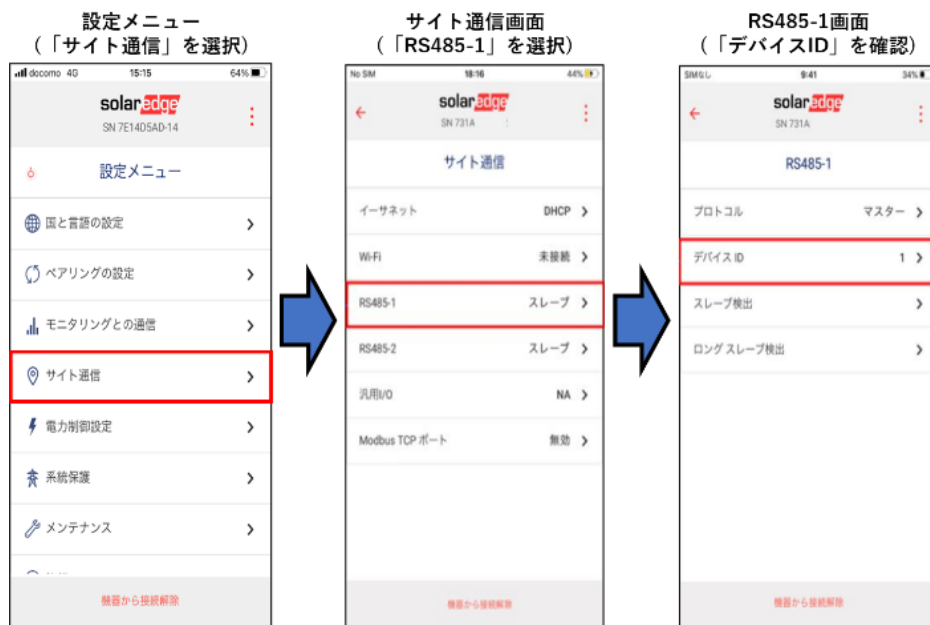 設定メニュー
（「サイト通信」を選択）
docomo 4G 15:15 64%
solaredge
SN 7E14D5AD-14
設定メニュー
国と言語の設定
ペアリングの設定
モニタリングとの通信
サイト通信
電力制御設定
系統保護
メンテナンス
機器から接続解除
サイト通信画面
（「RS485-1」を選択）
No SIM 18:16 44%
solaredge
SN 731A
サイト通信
イーサネット DHCP
Wi-Fi 未接続
RS485-1 スレーブ
RS485-2 スレーブ
汎用I/O NA
Modbus TCP ポート 無効
機器から接続解除
RS485-1画面
（「デバイスID」を確認）
SIMなし 9:41 34%
solaredge
SN 731A
RS485-1
プロトコル マスター
デバイス ID 1
スレーブ検出
ロング スレーブ検出
機器から接続解除